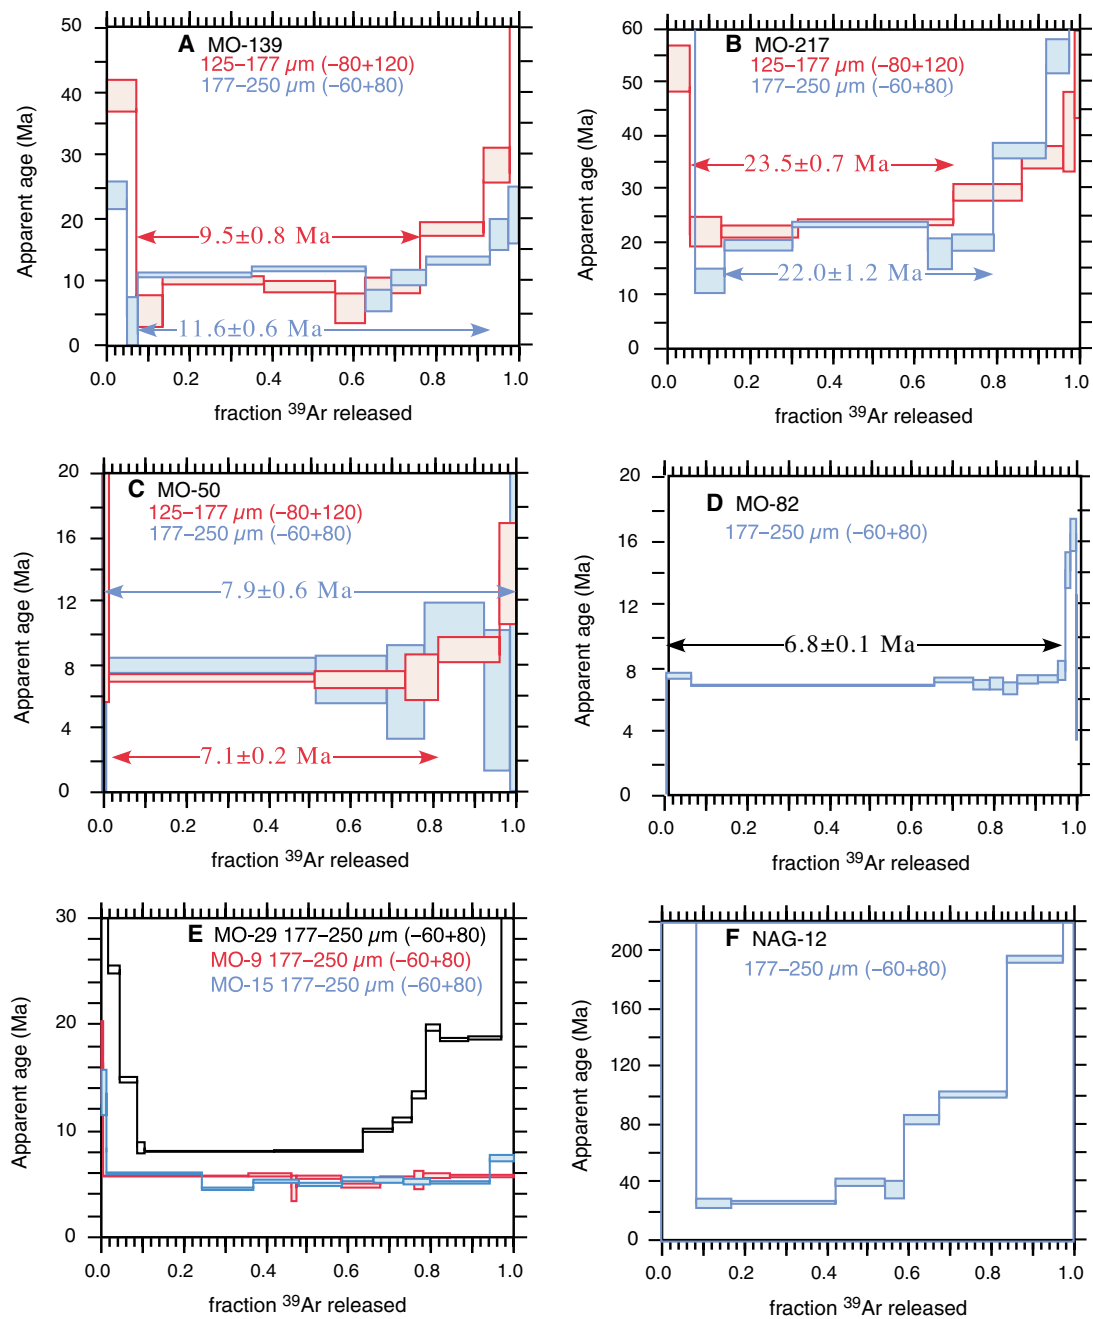 A MO-139
125–177 µm (−80+120)
177–250 µm (−60+80)
50
40
30
20
10
0
Apparent age (Ma)
9.5±0.8 Ma
11.6±0.6 Ma
0.0 0.2 0.4 0.6 0.8 1.0
fraction 39Ar released
B MO-217
125–177 µm (−80+120)
177–250 µm (−60+80)
60
50
40
30
20
10
0
Apparent age (Ma)
23.5±0.7 Ma
22.0±1.2 Ma
0.0 0.2 0.4 0.6 0.8 1.0
fraction 39Ar released
C MO-50
125–177 µm (−80+120)
177–250 µm (−60+80)
20
16
12
8
4
0
Apparent age (Ma)
7.9±0.6 Ma
7.1±0.2 Ma
0.0 0.2 0.4 0.6 0.8 1.0
fraction 39Ar released
D MO-82
177–250 µm (−60+80)
20
16
12
8
4
0
Apparent age (Ma)
6.8±0.1 Ma
0.0 0.2 0.4 0.6 0.8 1.0
fraction 39Ar released
E MO-29 177–250 µm (−60+80)
MO-9 177–250 µm (−60+80)
MO-15 177–250 µm (−60+80)
30
20
10
0
Apparent age (Ma)
0.0 0.2 0.4 0.6 0.8 1.0
fraction 39Ar released
F NAG-12
177–250 µm (−60+80)
200
160
120
80
40
0
Apparent age (Ma)
0.0 0.2 0.4 0.6 0.8 1.0
fraction 39Ar released